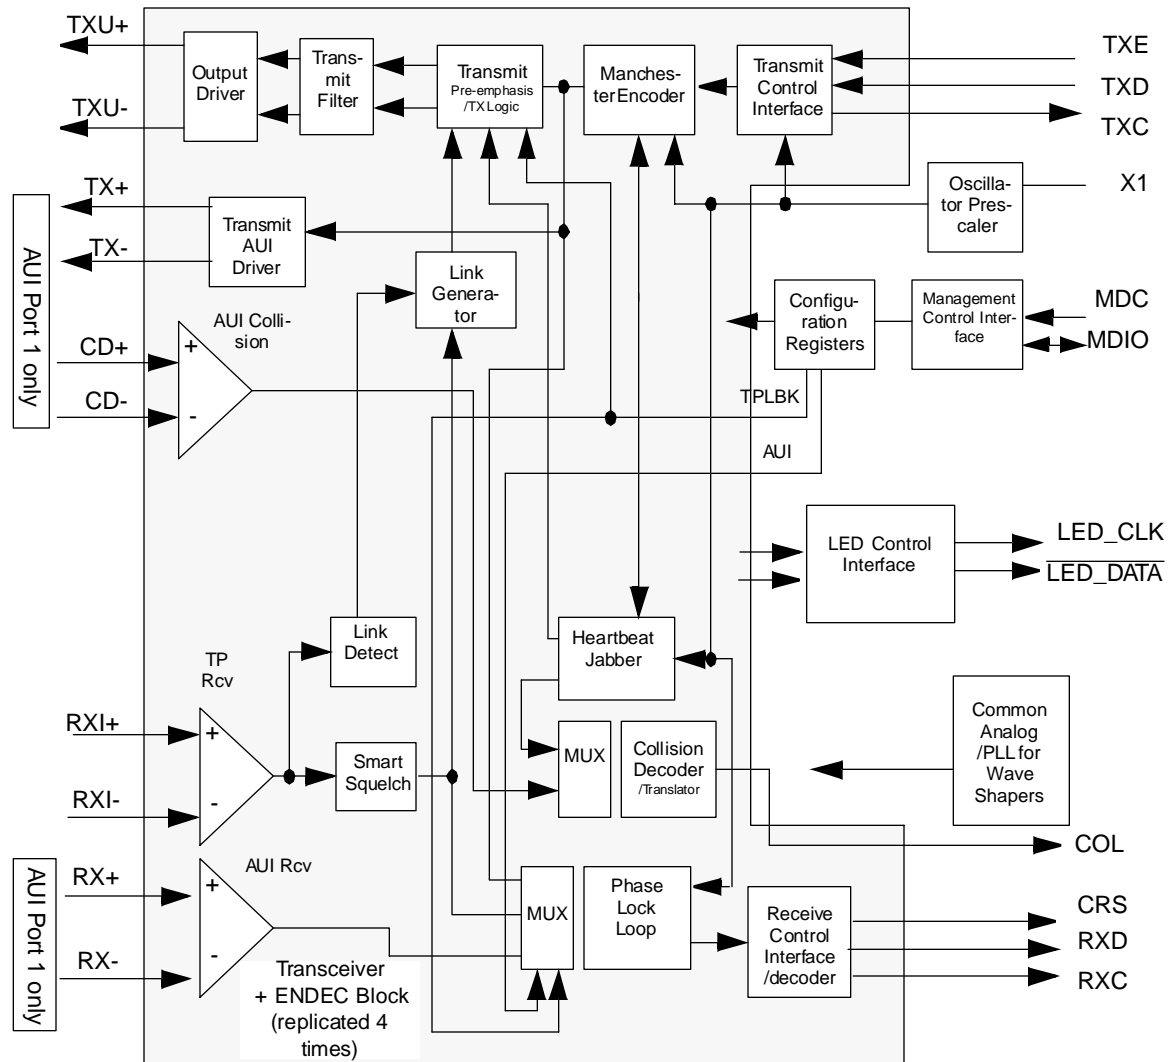 TXU+
TXU-
Output
Driver
Trans-
mit
Filter
Transmit
Pre-emphasis
/TX Logic
Manches-
ter Encoder
Transmit
Control
Interface
TXE
TXD
TXC
X1
Oscilla-
tor Pres-
caler
AUI Port 1 only
TX+
TX-
CD+
CD-
Transmit
AUI
Driver
Link
Genera-
tor
AUI Colli-
sion
+
-
Configu-
ration
Registers
Management
Control Inter-
face
MDC
MDIO
TPLBK
AUI
LED Control
Interface
LED_CLK
LED_DATA
Link
Detect
Heartbeat
Jabber
TP
Rcv
RXI+
RXI-
+
-
Smart
Squelch
MUX
Collision
Decoder
/Translator
Common
Analog
/PLL for
Wave
Shapers
COL
AUI Port 1 only
RX+
RX-
AUI Rcv
+
-
MUX
Phase
Lock
Loop
Receive
Control
Interface
/decoder
CRS
RXD
RXC
Transceiver
+ ENDEC Block
(replicated 4
times)